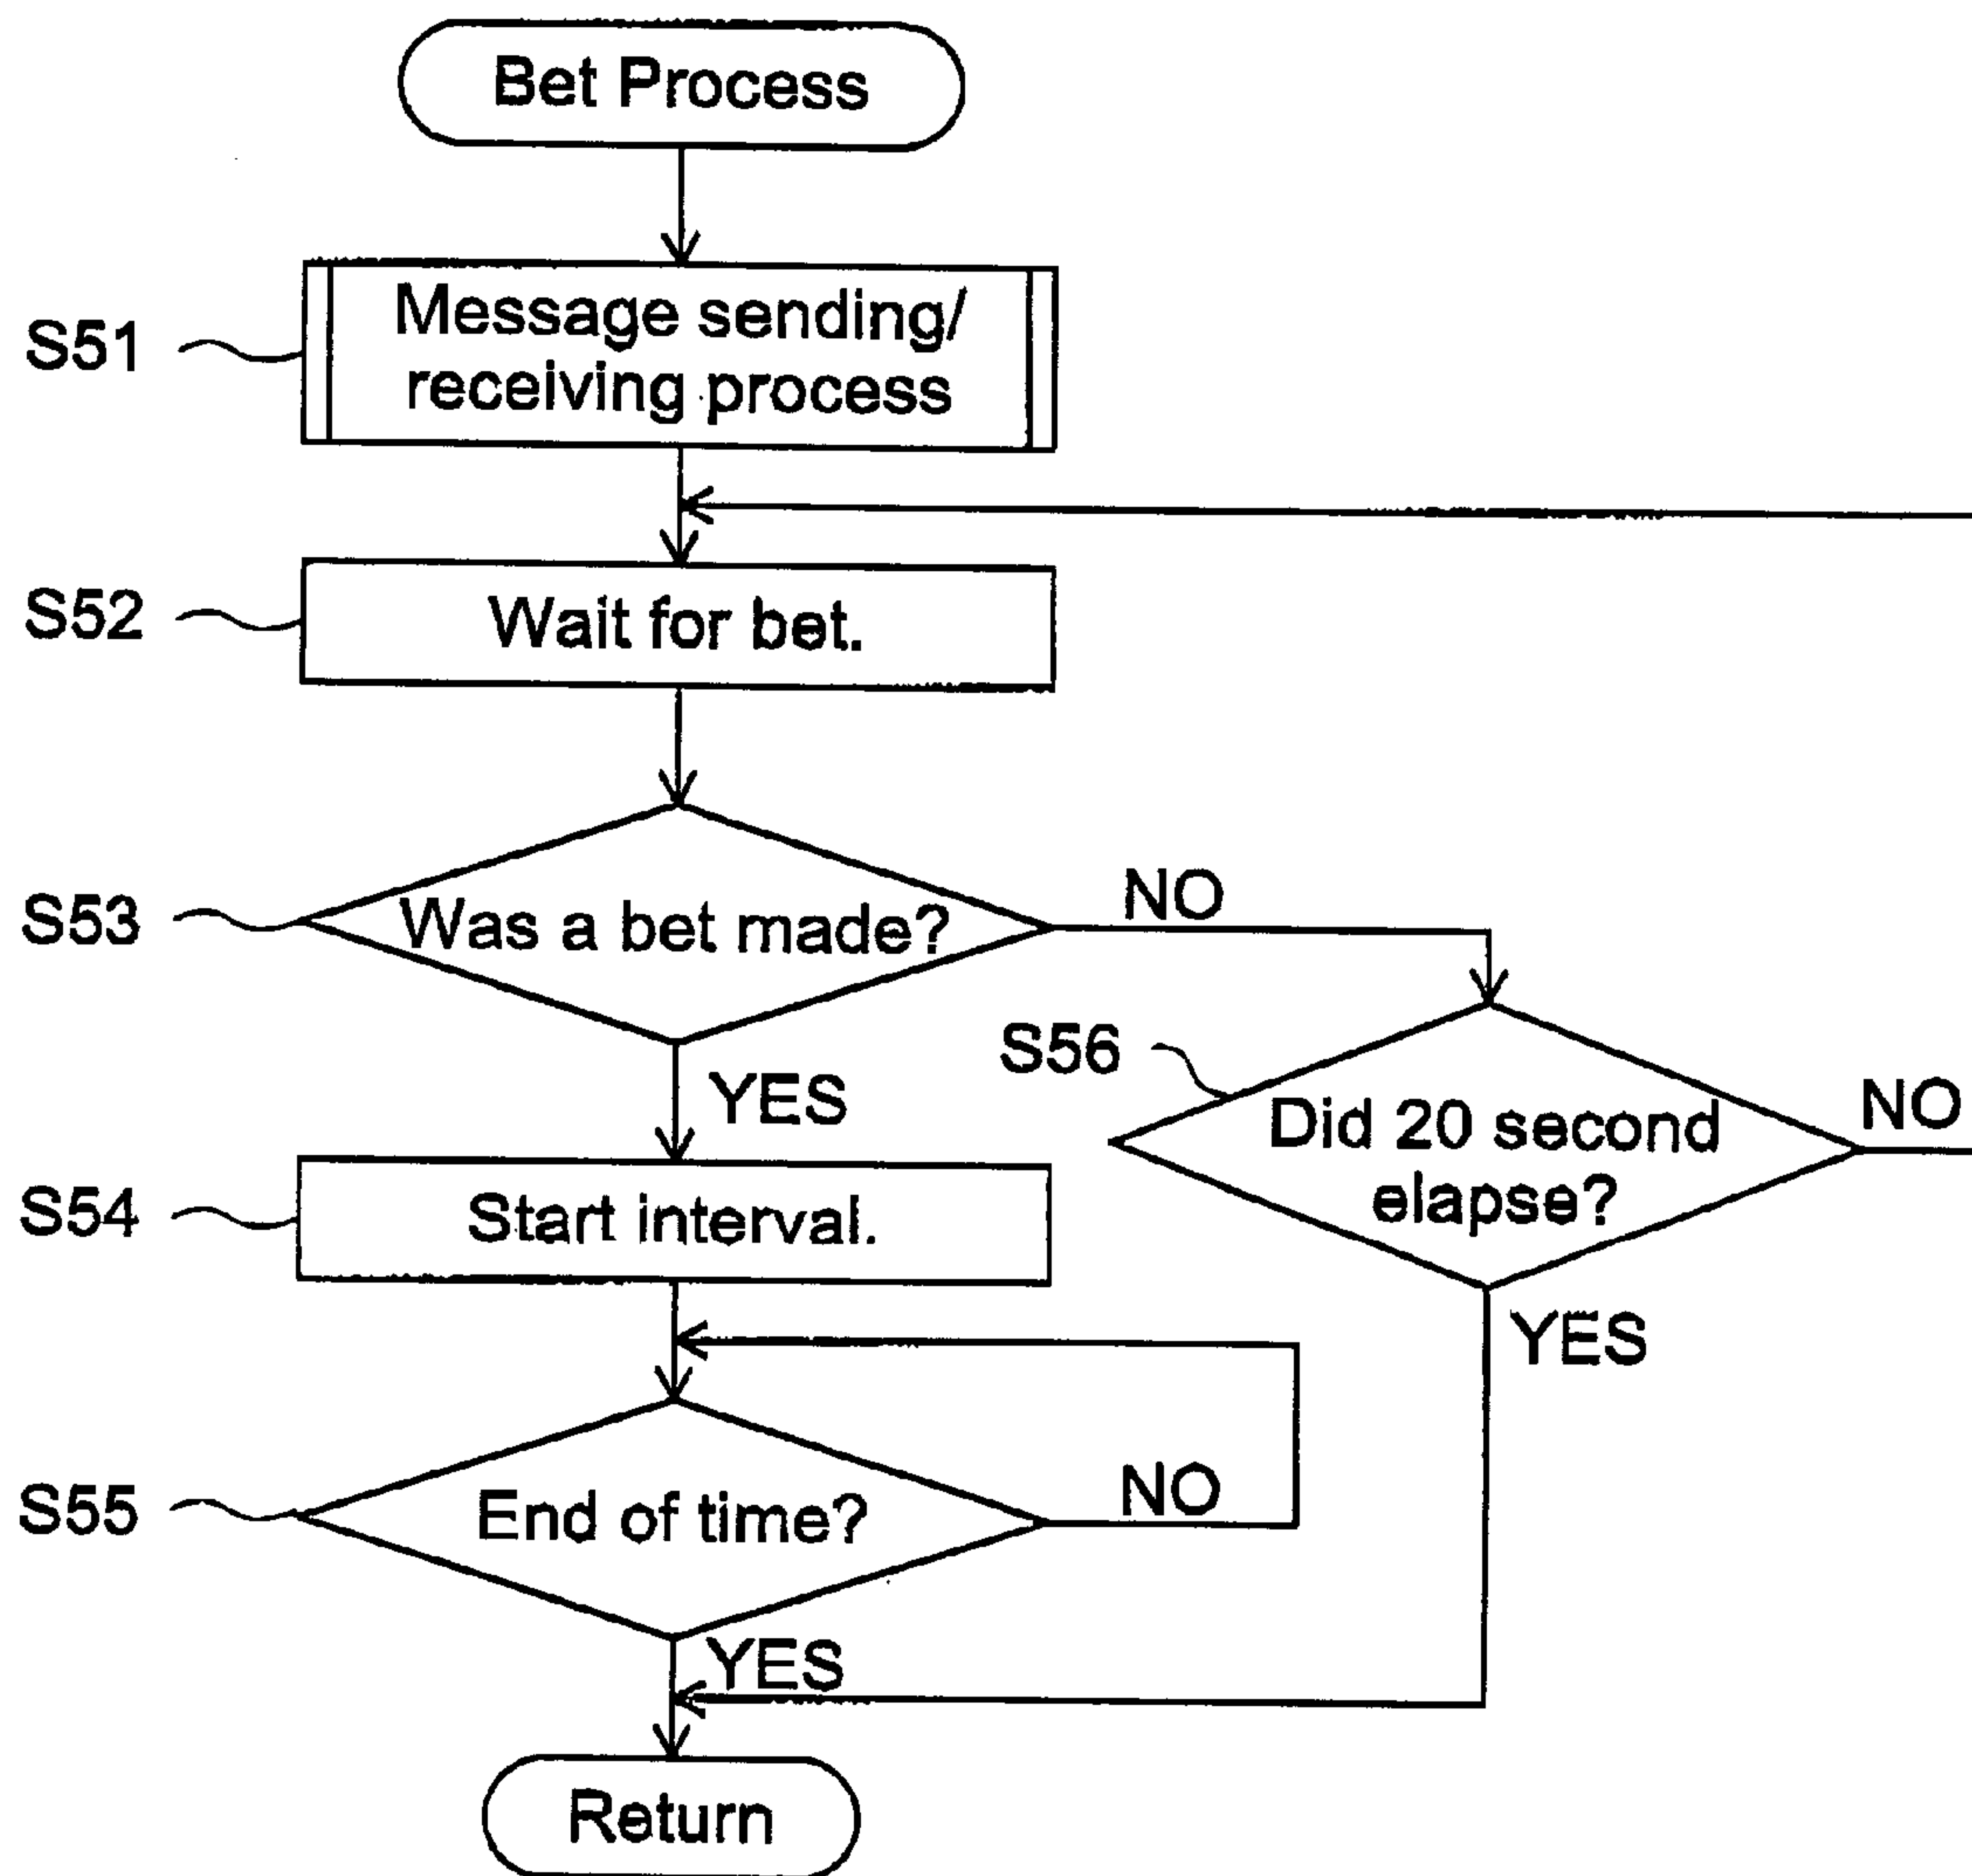 Bet Process
S51
Message sending/
receiving process
S52
Wait for bet.
S53
Was a bet made?
NO
YES
S56
Did 20 second
elapse?
NO
YES
S54
Start interval.
S55
End of time?
NO
YES
Return